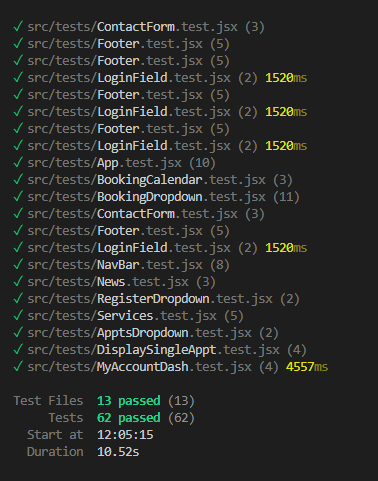 ✓ src/tests/ContactForm.test.jsx (3)
✓ src/tests/Footer.test.jsx (5)
✓ src/tests/Footer.test.jsx (5)
✓ src/tests/LoginField.test.jsx (2) 1520ms
✓ src/tests/Footer.test.jsx (5)
✓ src/tests/LoginField.test.jsx (2) 1520ms
✓ src/tests/Footer.test.jsx (5)
✓ src/tests/LoginField.test.jsx (2) 1520ms
✓ src/tests/App.test.jsx (10)
✓ src/tests/BookingCalendar.test.jsx (3)
✓ src/tests/BookingDropdown.test.jsx (11)
✓ src/tests/ContactForm.test.jsx (3)
✓ src/tests/Footer.test.jsx (5)
✓ src/tests/LoginField.test.jsx (2) 1520ms
✓ src/tests/NavBar.test.jsx (8)
✓ src/tests/News.test.jsx (3)
✓ src/tests/RegisterDropdown.test.jsx (2)
✓ src/tests/Services.test.jsx (5)
✓ src/tests/ApptsDropdown.test.jsx (2)
✓ src/tests/DisplaySingleAppt.test.jsx (4)
✓ src/tests/MyAccountDash.test.jsx (4) 4557ms
Test Files 13 passed (13)
Tests 62 passed (62)
Start at 12:05:15
Duration 10.52s